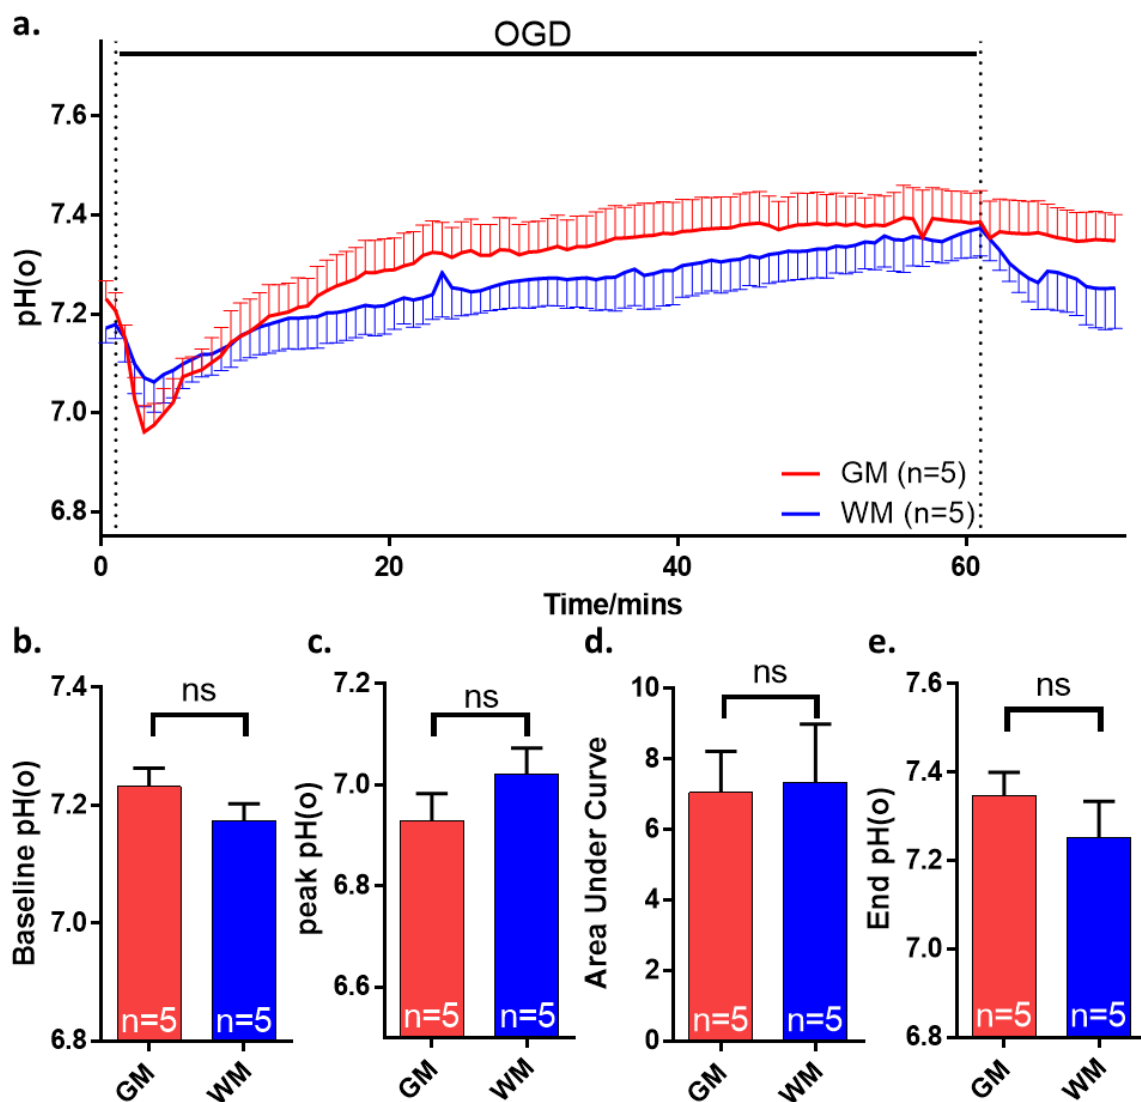 a.
OGD
pH(o)
7.6
7.4
7.2
7.0
6.8
GM (n=5)
WM (n=5)
0 20 40 60
Time/mins
b.
ns
Baseline pH(o)
7.4
7.2
7.0
6.8
n=5 n=5
GM WM
c.
ns
peak pH(o)
7.2
7.0
6.8
6.6
n=5 n=5
GM WM
d.
ns
Area Under Curve
10
8
6
4
2
0
n=5 n=5
GM WM
e.
ns
End pH(o)
7.6
7.4
7.2
7.0
6.8
n=5 n=5
GM WM